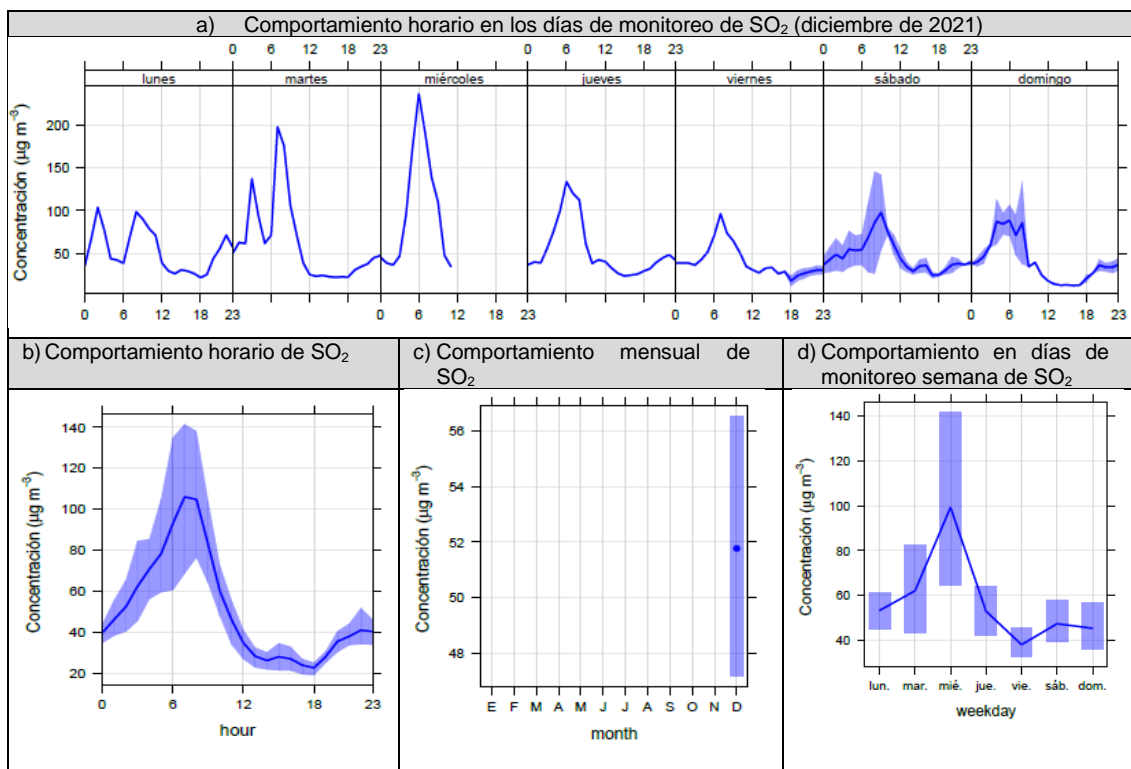 a) Comportamiento horario en los días de monitoreo de SO₂ (diciembre de 2021)
0 6 12 18 23 0 6 12 18 23 0 6 12 18 23
lunes martes miércoles jueves viernes sábado domingo
Concentración (µg m⁻³)
200
150
100
50
0 6 12 18 23 0 6 12 18 23 0 6 12 18 23 0 6 12 18 23
b) Comportamiento horario de SO₂
Concentración (µg m⁻³)
140
120
100
80
60
40
20
0 6 12 18 23
hour
c) Comportamiento mensual de
SO₂
Concentración (µg m⁻³)
56
54
52
50
48
E F M A M J J A S O N D
month
d) Comportamiento en días de
monitoreo semana de SO₂
Concentración (µg m⁻³)
140
120
100
80
60
40
lun. mar. mié. jue. vie. sáb. dom.
weekday